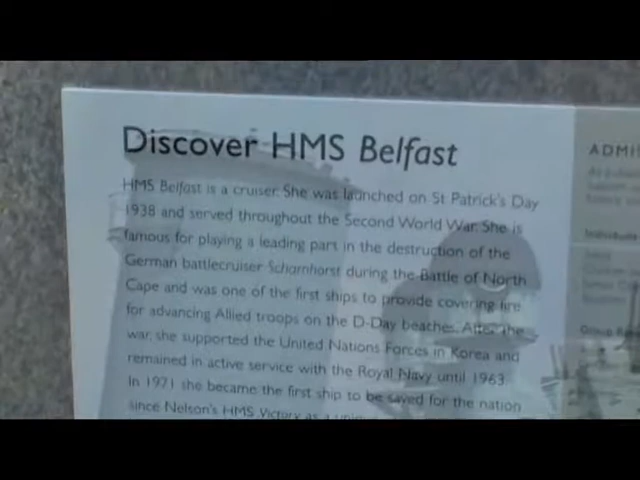 Discover HMS Belfast
HMS Belfast is a cruiser. She was launched on St Patrick's Day
1938 and served throughout the Second World War. She is
famous for playing a leading part in the destruction of the
German battlecruiser Scharnhorst during the Battle of North
Cape and was one of the first ships to provide covering fire
for advancing Allied troops on the D-Day beaches. After the
war, she supported the United Nations Forces in Korea and
remained in active service with the Royal Navy until 1963.
In 1971 she became the first ship to be saved for the nation
since Nelson's HMS Victory as a
ADMI
Individuals
Group